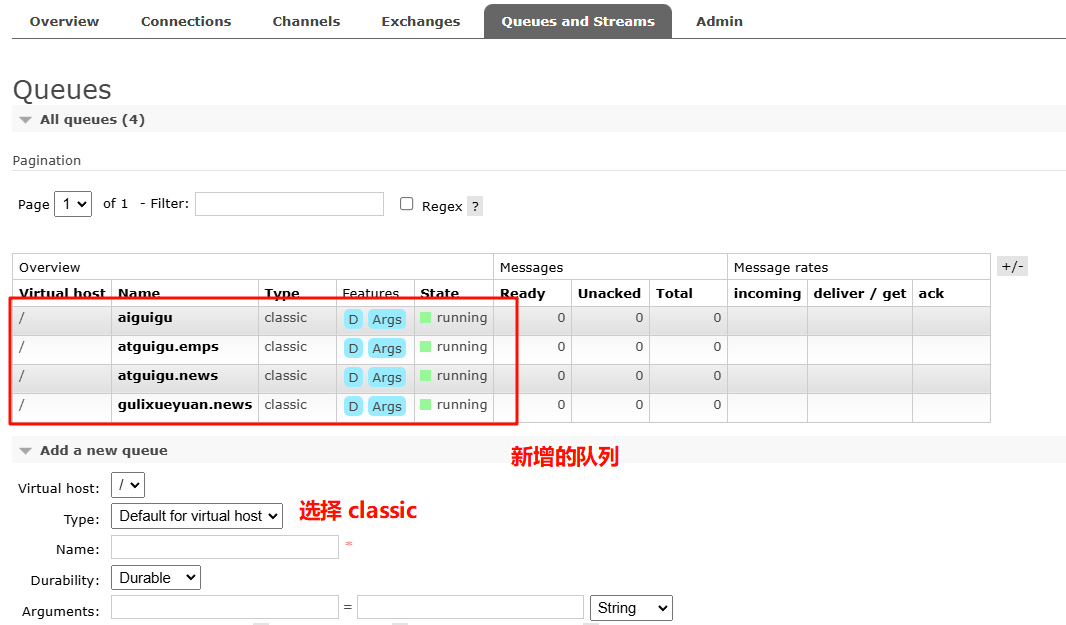 Overview Connections Channels Exchanges Queues and Streams Admin
Queues
All queues (4)
Pagination
Page 1 of 1 - Filter: Regex ?
Overview Messages Message rates +/-
Virtual host Name Type Features State Ready Unacked Total incoming deliver / get ack
/ aiguigu classic D Args running 0 0 0
/ atguigu.emps classic D Args running 0 0 0
/ atguigu.news classic D Args running 0 0 0
/ gulixueyuan.news classic D Args running 0 0 0
Add a new queue
新增的队列
Virtual host: /
Type: Default for virtual host 选择 classic
Name: *
Durability: Durable
Arguments: = String